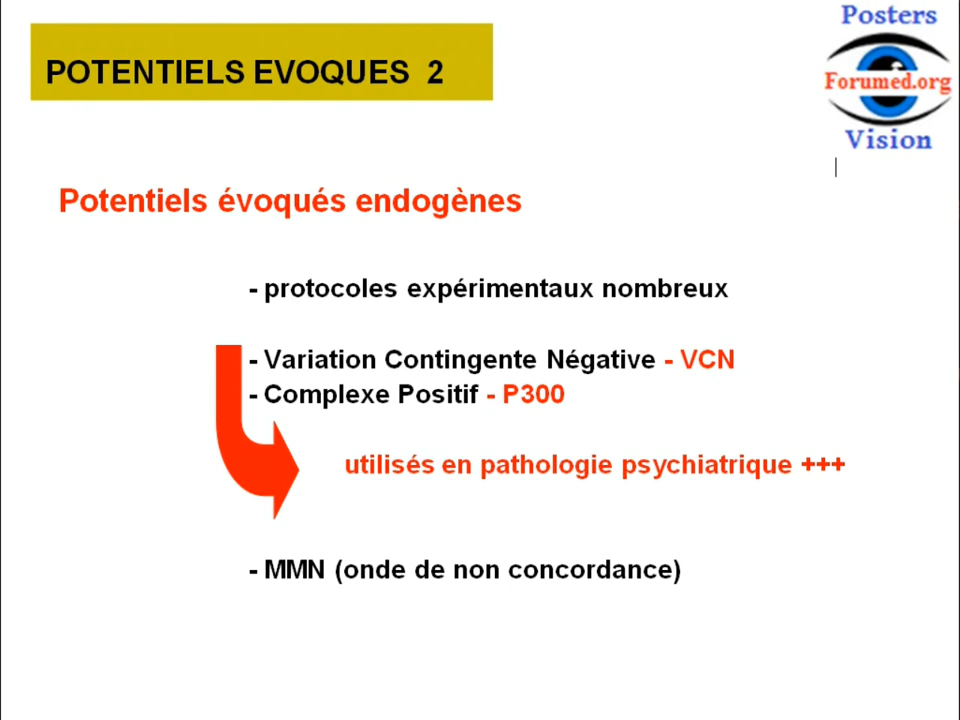 POTENTIELS EVOQUES 2
Posters
Forumed.org
Vision
Potentiels évoqués endogènes
- protocoles expérimentaux nombreux
- Variation Contingente Négative - VCN
- Complexe Positif - P300
utilisés en pathologie psychiatrique +++
- MMN (onde de non concordance)